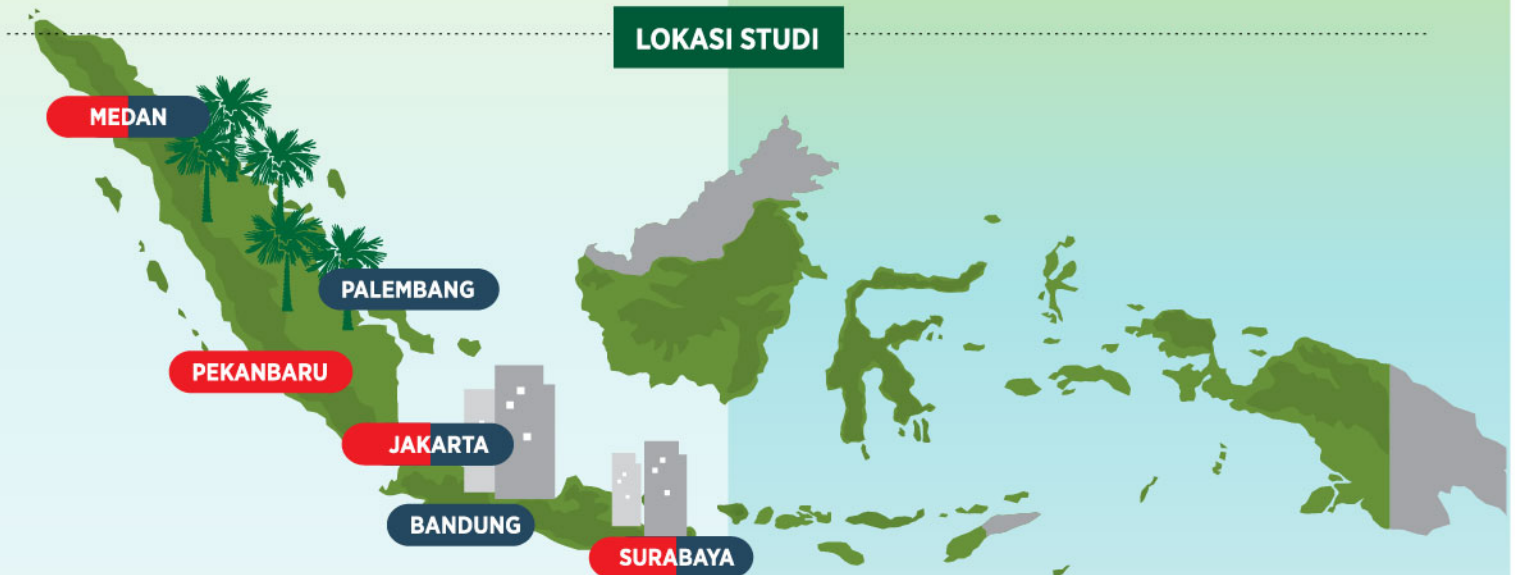 LOKASI STUDI
MEDAN
PALEMBANG
PEKANBARU
JAKARTA
BANDUNG
SURABAYA